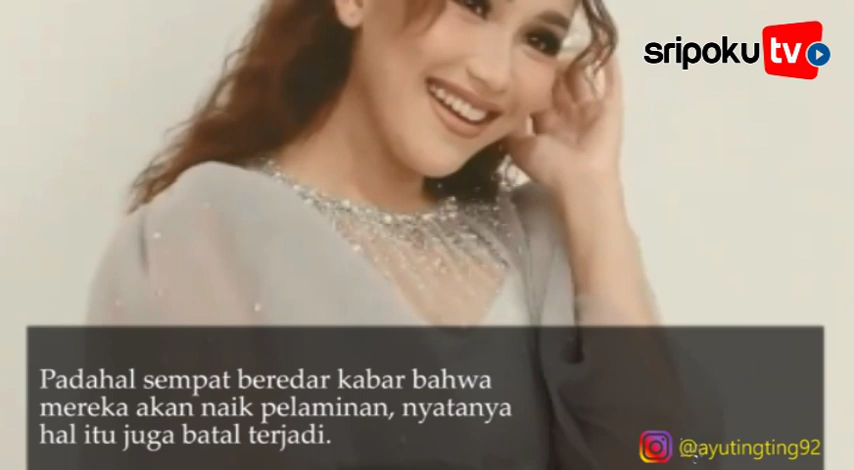 sripoku tv
Padahal sempat beredar kabar bahwa
mereka akan naik pelaminan, nyatanya
hal itu juga batal terjadi.
@ayutingting92